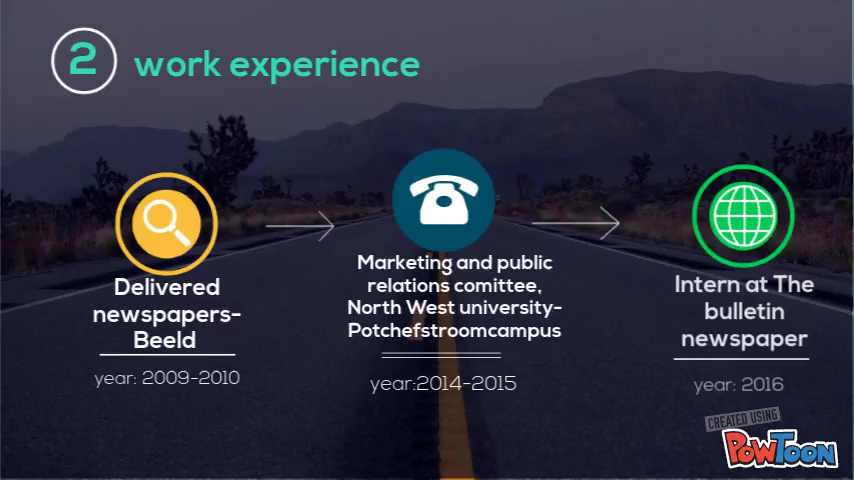 2
work experience
Delivered
newspapers-
Beeld
year: 2009-2010
Marketing and public
relations comittee,
North West university-
Potchefstroomcampus
year:2014-2015
Intern at The
bulletin
newspaper
year: 2016
CREATED USING
PowToon